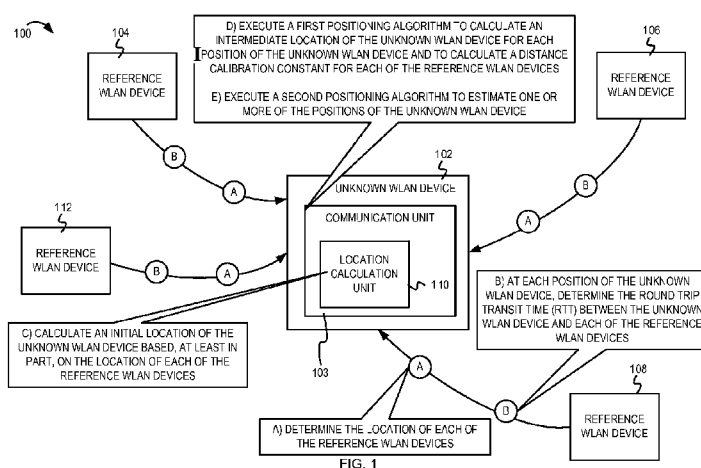 100
104
REFERENCE
WLAN DEVICE
D) EXECUTE A FIRST POSITIONING ALGORITHM TO CALCULATE AN
INTERMEDIATE LOCATION OF THE UNKNOWN WLAN DEVICE FOR EACH
POSITION OF THE UNKNOWN WLAN DEVICE AND TO CALCULATE A DISTANCE
CALIBRATION CONSTANT FOR EACH OF THE REFERENCE WLAN DEVICES
E) EXECUTE A SECOND POSITIONING ALGORITHM TO ESTIMATE ONE OR
MORE OF THE POSITIONS OF THE UNKNOWN WLAN DEVICE
106
REFERENCE
WLAN DEVICE
B
A
B
A
102
UNKNOWN WLAN DEVICE
COMMUNICATION UNIT
LOCATION
CALCULATION
UNIT
110
103
112
REFERENCE
WLAN DEVICE
B
A
B) AT EACH POSITION OF THE UNKNOWN
WLAN DEVICE, DETERMINE THE ROUND TRIP
TRANSIT TIME (RTT) BETWEEN THE UNKNOWN
WLAN DEVICE AND EACH OF THE REFERENCE
WLAN DEVICES
C) CALCULATE AN INITIAL LOCATION OF THE
UNKNOWN WLAN DEVICE BASED, AT LEAST IN
PART, ON THE LOCATION OF EACH OF THE
REFERENCE WLAN DEVICES
A
B
108
REFERENCE
WLAN DEVICE
A) DETERMINE THE LOCATION OF EACH OF
THE REFERENCE WLAN DEVICES
FIG. 1